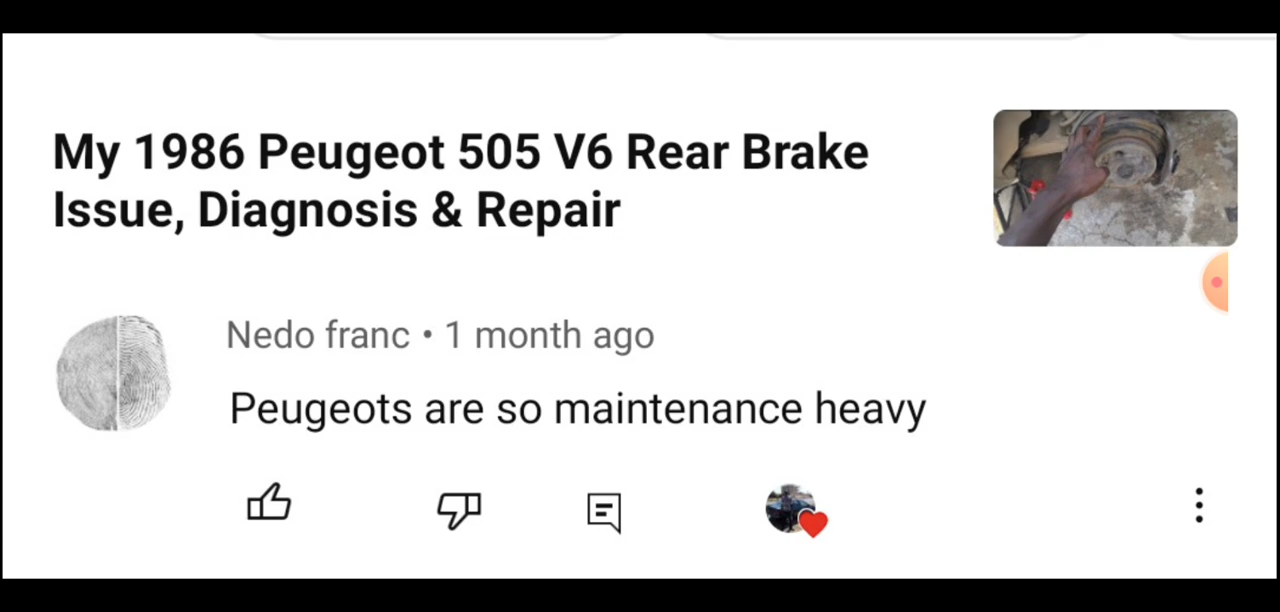 My 1986 Peugeot 505 V6 Rear Brake
Issue, Diagnosis & Repair
Nedo franc • 1 month ago
Peugeots are so maintenance heavy